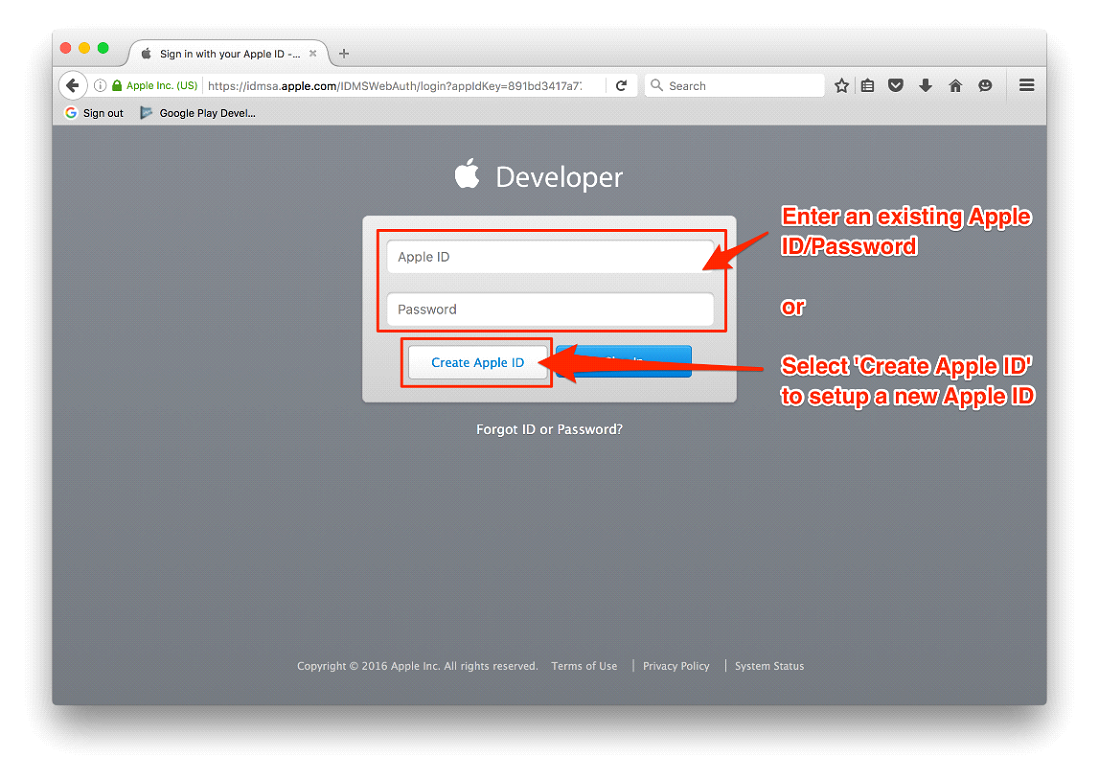 Sign in with your Apple ID -...
Apple Inc. (US)
https://idmsa.apple.com/IDMSWebAuth/login?appIdKey=891bd3417a7
Search
Sign out
Google Play Devel...
Developer
Enter an existing Apple
ID/Password
Apple ID
Password
or
Create Apple ID
Select 'Create Apple ID'
to setup a new Apple ID
Forgot ID or Password?
Copyright © 2016 Apple Inc. All rights reserved. Terms of Use | Privacy Policy | System Status